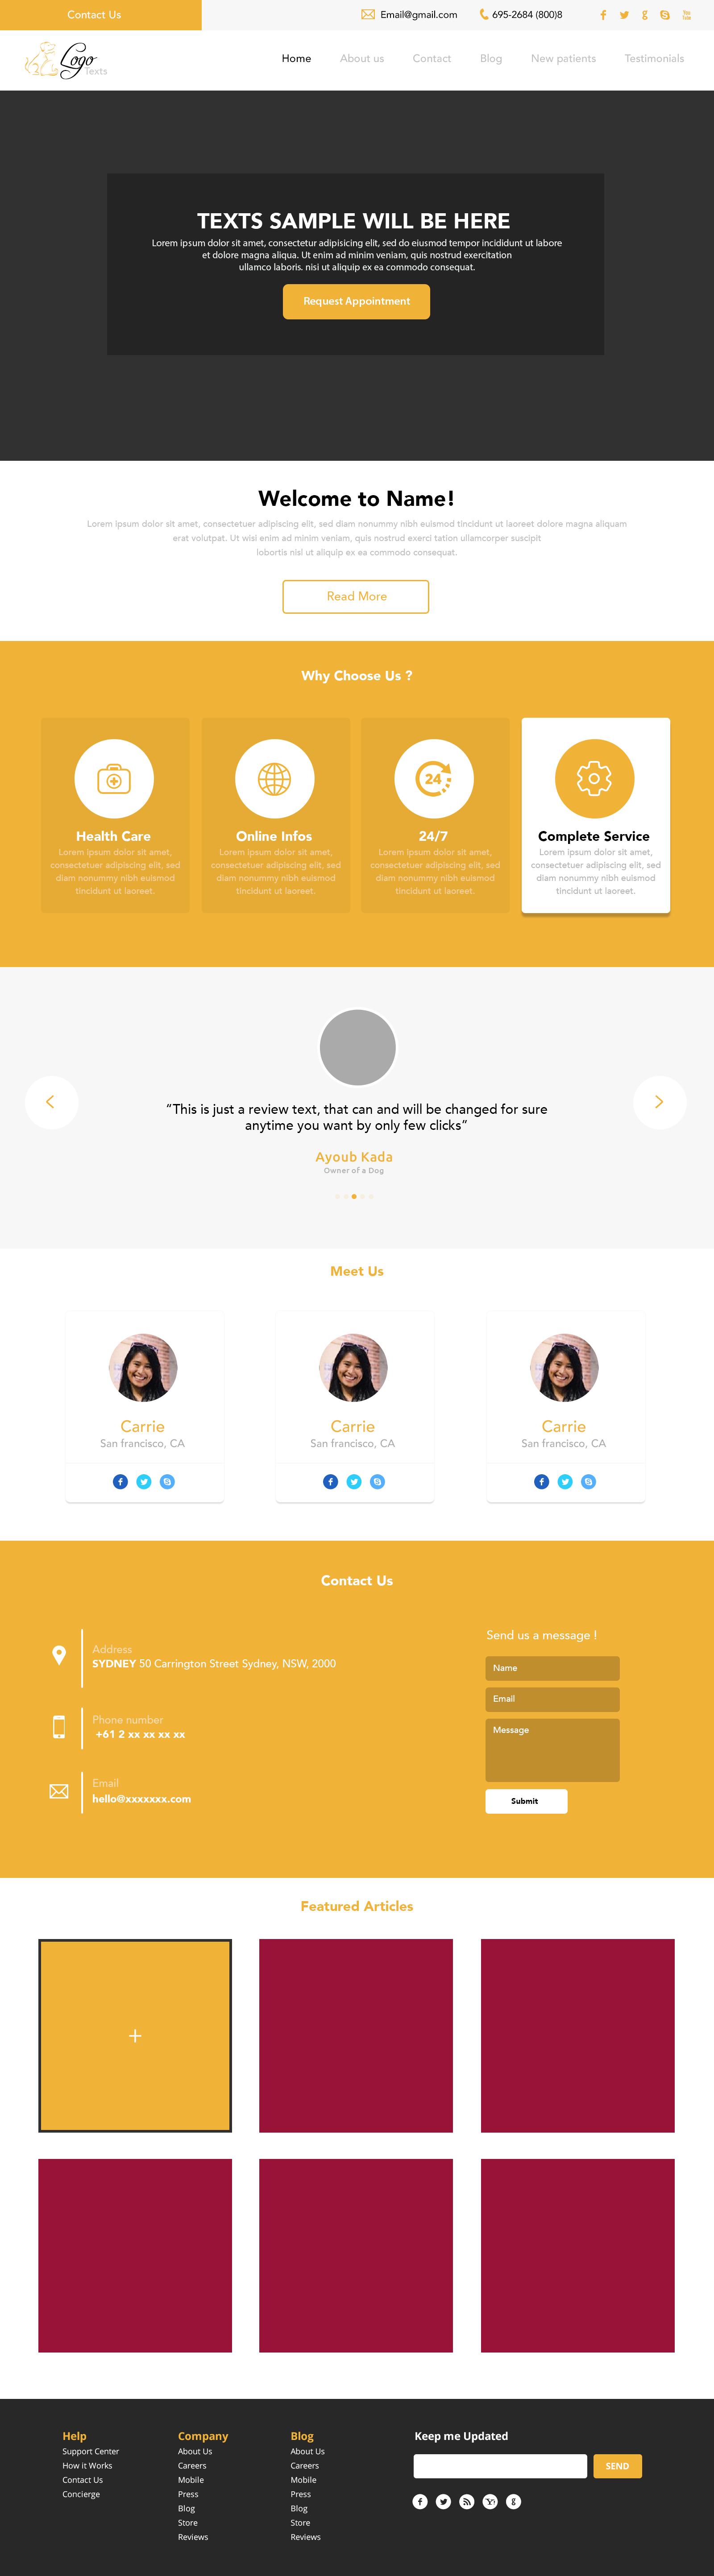 Contact Us
Email@gmail.com
695-2684 (800)8
You
Tube
Logo
Texts
Home
About us
Contact
Blog
New patients
Testimonials
TEXTS SAMPLE WILL BE HERE
Lorem ipsum dolor sit amet, consectetur adipisicing elit, sed do eiusmod tempor incididunt ut labore
et dolore magna aliqua. Ut enim ad minim veniam, quis nostrud exercitation
ullamco laboris. nisi ut aliquip ex ea commodo consequat.
Request Appointment
Welcome to Name!
Lorem ipsum dolor sit amet, consectetuer adipiscing elit, sed diam nonummy nibh euismod tincidunt ut laoreet dolore magna aliquam
erat volutpat. Ut wisi enim ad minim veniam, quis nostrud exerci tation ullamcorper suscipit
lobortis nisl ut aliquip ex ea commodo consequat.
Read More
Why Choose Us ?
Health Care
Lorem ipsum dolor sit amet,
consectetuer adipiscing elit, sed
diam nonummy nibh euismod
tincidunt ut laoreet.
Online Infos
Lorem ipsum dolor sit amet,
consectetuer adipiscing elit, sed
diam nonummy nibh euismod
tincidunt ut laoreet.
24
24/7
Lorem ipsum dolor sit amet,
consectetuer adipiscing elit, sed
diam nonummy nibh euismod
tincidunt ut laoreet.
Complete Service
Lorem ipsum dolor sit amet,
consectetuer adipiscing elit, sed
diam nonummy nibh euismod
tincidunt ut laoreet.
“This is just a review text, that can and will be changed for sure
anytime you want by only few clicks”
Ayoub Kada
Owner of a Dog
Meet Us
Carrie
San francisco, CA
Carrie
San francisco, CA
Carrie
San francisco, CA
Contact Us
Address
SYDNEY 50 Carrington Street Sydney, NSW, 2000
Phone number
+61 2 xx xx xx xx
Email
hello@xxxxxxx.com
Send us a message !
Name
Email
Message
Submit
Featured Articles
Help
Support Center
How it Works
Contact Us
Concierge
Company
About Us
Careers
Mobile
Press
Blog
Store
Reviews
Blog
About Us
Careers
Mobile
Press
Blog
Store
Reviews
Keep me Updated
SEND